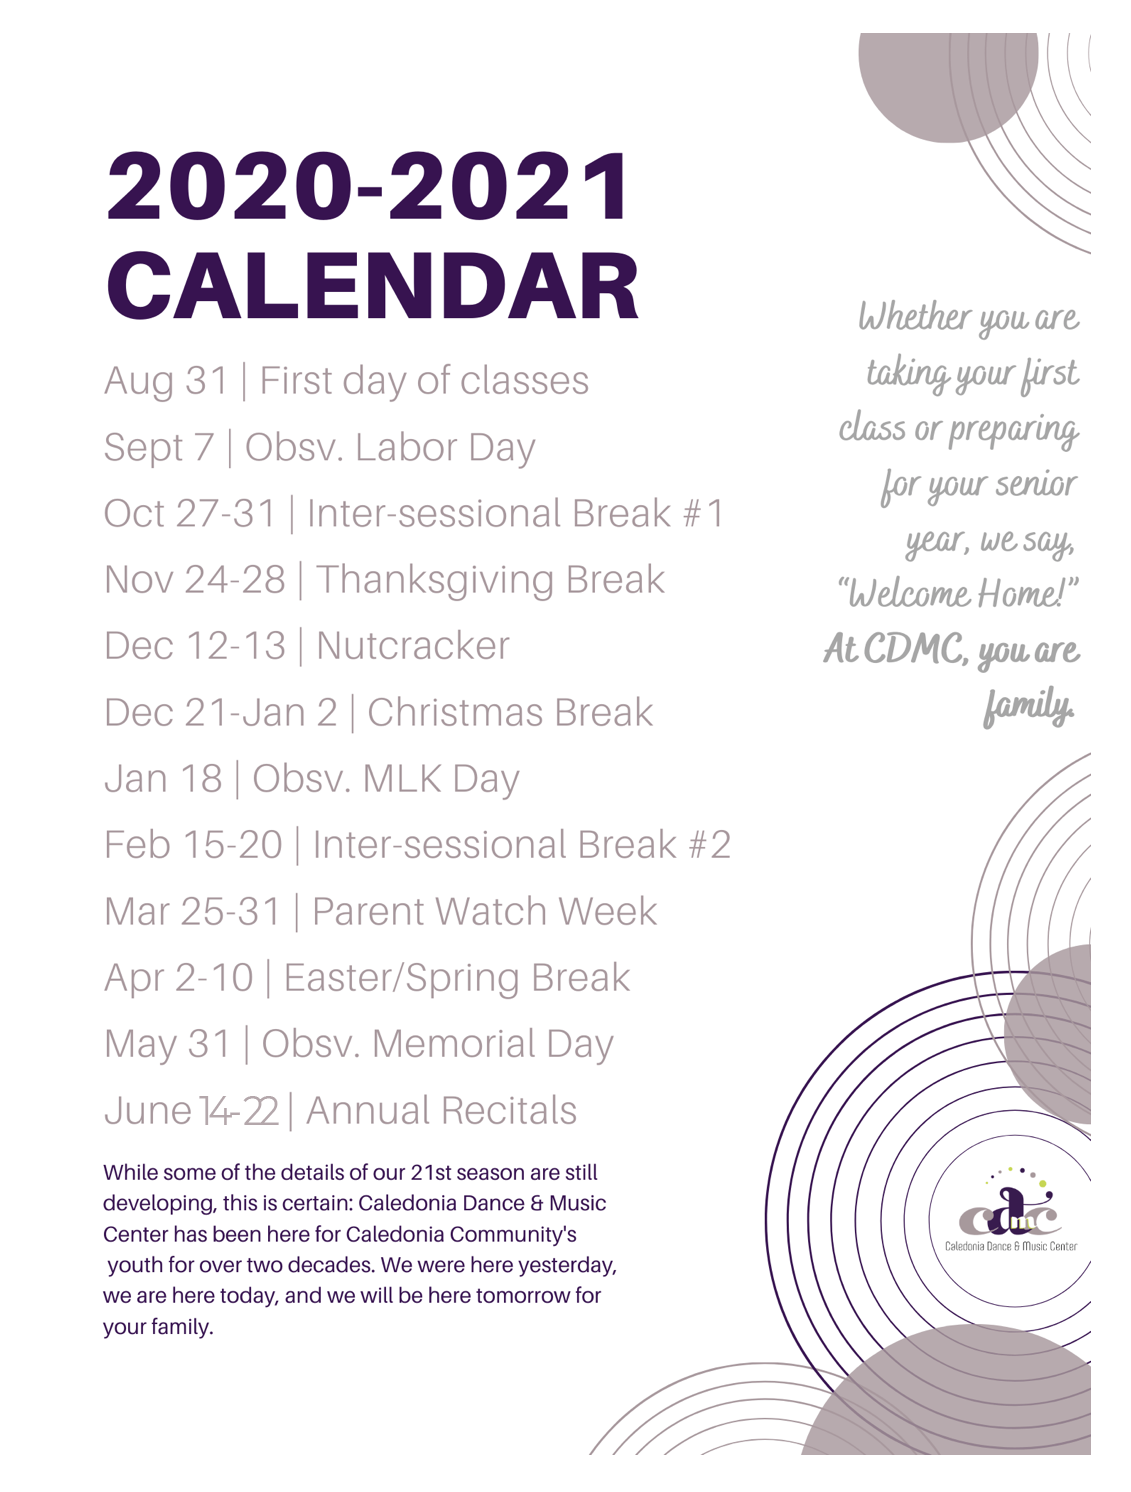 2020-2021
CALENDAR
Aug 31 | First day of classes
Sept 7 | Obsv. Labor Day
Oct 27-31 | Inter-sessional Break #1
Nov 24-28 | Thanksgiving Break
Dec 12-13 | Nutcracker
Dec 21-Jan 2 | Christmas Break
Jan 18 | Obsv. MLK Day
Feb 15-20 | Inter-sessional Break #2
Mar 25-31 | Parent Watch Week
Apr 2-10 | Easter/Spring Break
May 31 | Obsv. Memorial Day
June 14-22 | Annual Recitals
While some of the details of our 21st season are still
developing, this is certain: Caledonia Dance & Music
Center has been here for Caledonia Community's
youth for over two decades. We were here yesterday,
we are here today, and we will be here tomorrow for
your family.
Whether you are
taking your first
class or preparing
for your senior
year, we say,
“Welcome Home!”
At CDMC, you are
family.
cdmc
Caledonia Dance & Music Center